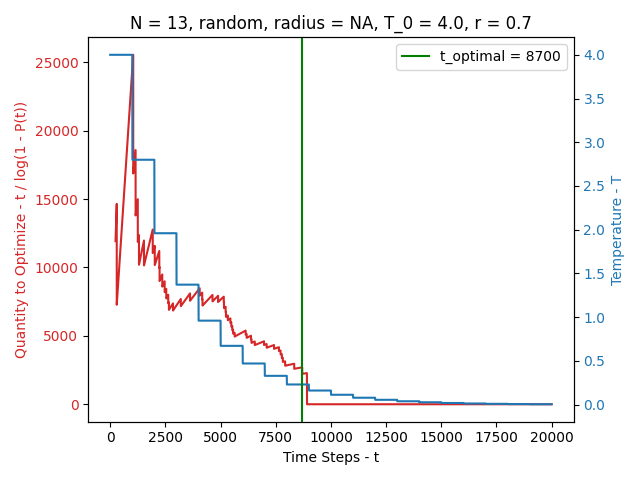 N = 13, random, radius = NA, T_0 = 4.0, r = 0.7
t_optimal = 8700
Quantity to Optimize - t / log(1 - P(t))
25000
20000
15000
10000
5000
0
4.0
3.5
3.0
2.5
2.0
1.5
1.0
0.5
0.0
Temperature - T
0 2500 5000 7500 10000 12500 15000 17500 20000
Time Steps - t